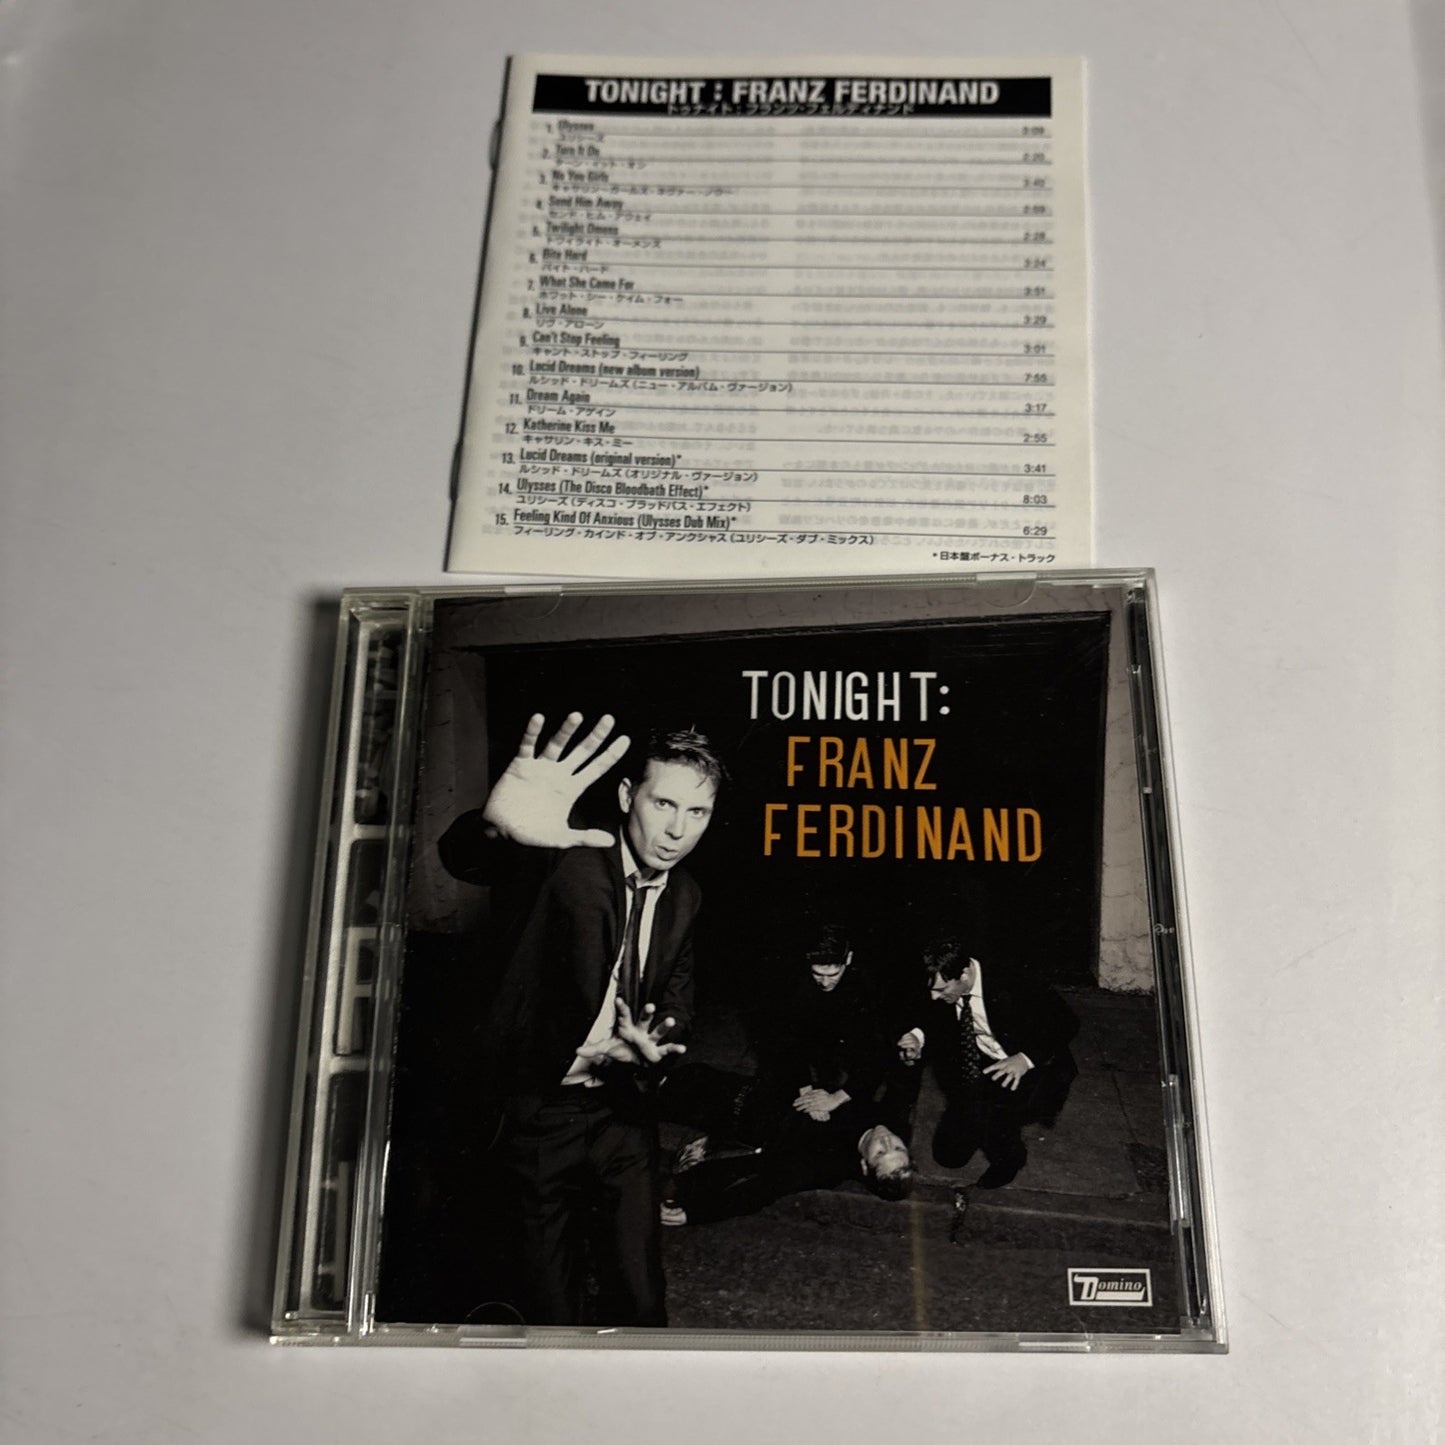 TONIGHT : FRANZ FERDINAND
トゥナイト：フランツ・フェルディナンド
1. Ulysses 3:09
ユリシーズ
2. Turn It On 2:20
ターン・イット・オン
3. No You Girls 3:40
キャサリン・ガールズ・ネヴァー・ノウ
4. Send Him Away 2:59
センド・ヒム・アウェイ
5. Twilight Omens 2:28
トワイライト・オーメンズ
6. Bite Hard 3:24
バイト・ハード
7. What She Came For 3:51
ホワット・シー・ケイム・フォー
8. Live Alone 3:29
リヴ・アローン
9. Can't Stop Feeling 3:01
キャント・ストップ・フィーリング
10. Lucid Dreams (new album version) 7:55
ルシッド・ドリームズ（ニュー・アルバム・ヴァージョン）
11. Dream Again 3:17
ドリーム・アゲイン
12. Katherine Kiss Me 2:55
キャサリン・キス・ミー
13. Lucid Dreams (original version)* 3:41
ルシッド・ドリームズ（オリジナル・ヴァージョン）
14. Ulysses (The Disco Bloodbath Effect)* 8:03
ユリシーズ（ディスコ・ブラッドバス・エフェクト）
15. Feeling Kind Of Anxious (Ulysses Dub Mix)* 6:29
フィーリング・カインド・オブ・アンクシャス（ユリシーズ・ダブ・ミックス）
*日本盤ボーナス・トラック
TONIGHT:
FRANZ
FERDINAND
Domino